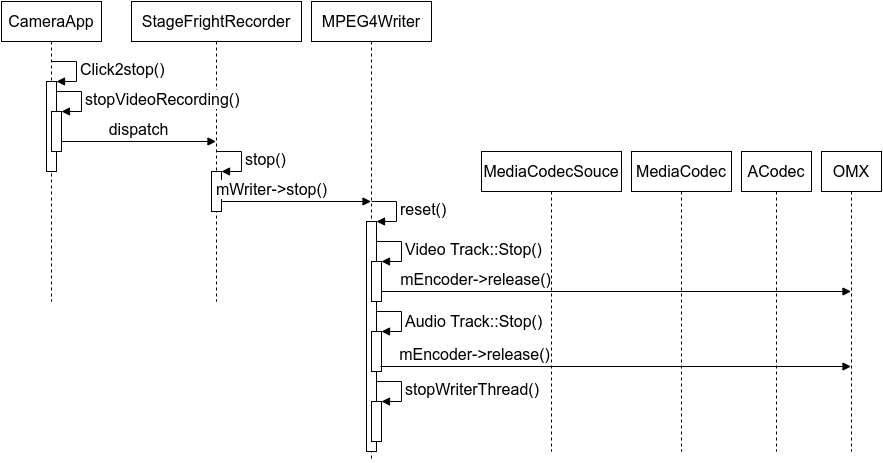 CameraApp
StageFrightRecorder
MPEG4Writer
Click2stop()
stopVideoRecording()
dispatch
stop()
MediaCodecSouce
MediaCodec
ACodec
OMX
mWriter->stop()
reset()
Video Track::Stop()
mEncoder->release()
Audio Track::Stop()
mEncoder->release()
stopWriterThread()